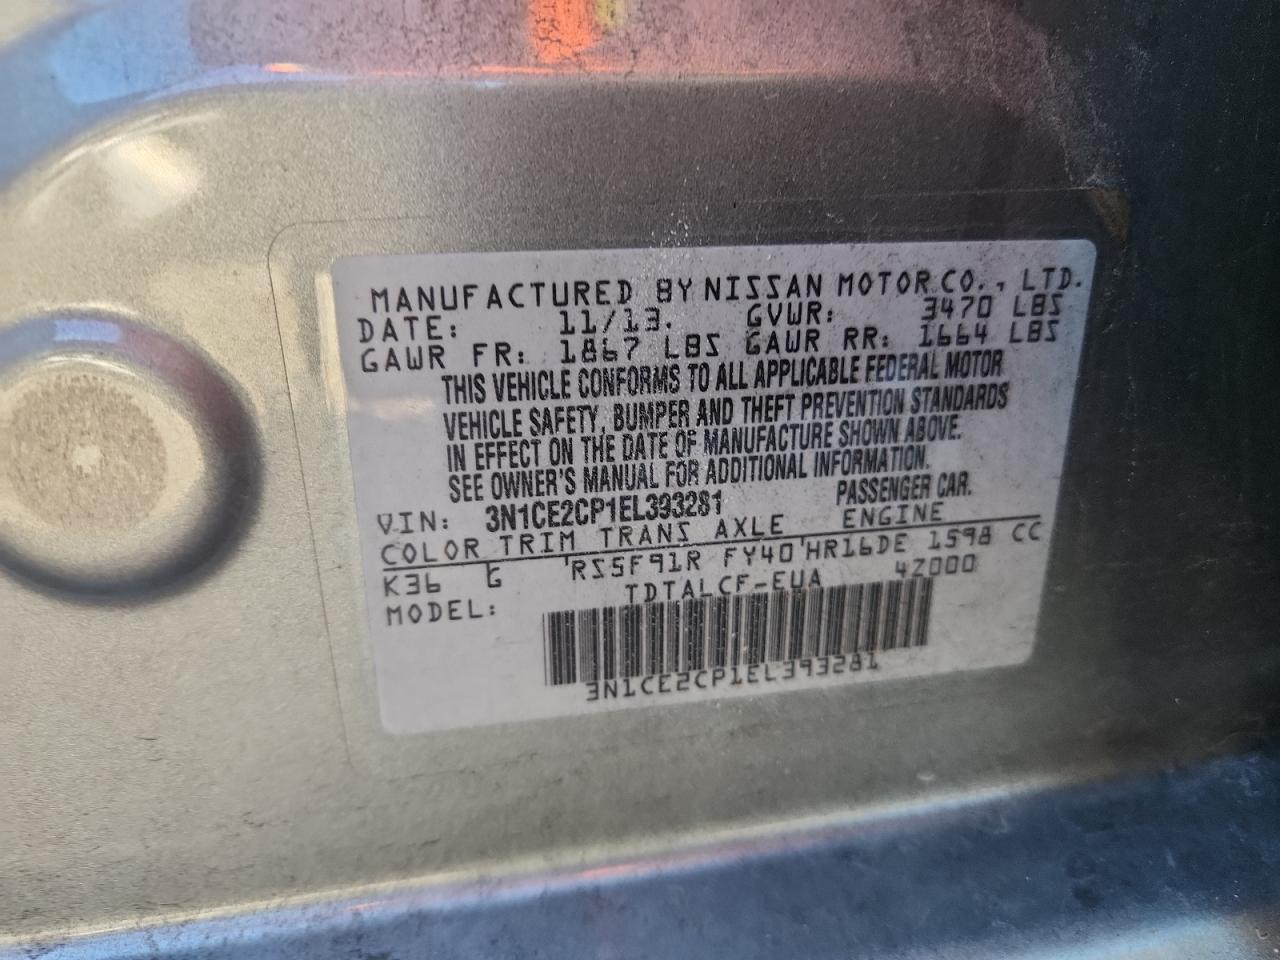 MANUFACTURED BY NISSAN MOTOR CO., LTD.
DATE: 11/13. GVWR: 3470 LBS
GAWR FR: 1867 LBS GAWR RR: 1664 LBS
THIS VEHICLE CONFORMS TO ALL APPLICABLE FEDERAL MOTOR
VEHICLE SAFETY, BUMPER AND THEFT PREVENTION STANDARDS
IN EFFECT ON THE DATE OF MANUFACTURE SHOWN ABOVE.
SEE OWNER'S MANUAL FOR ADDITIONAL INFORMATION.
VIN: 3N1CE2CP1EL393281 PASSENGER CAR.
COLOR TRIM TRANS AXLE ENGINE
K36 G RS5F91R FY40 HR16DE 1598 CC
MODEL: TDTALCF-EUA 4Z000
3N1CE2CP1EL393281